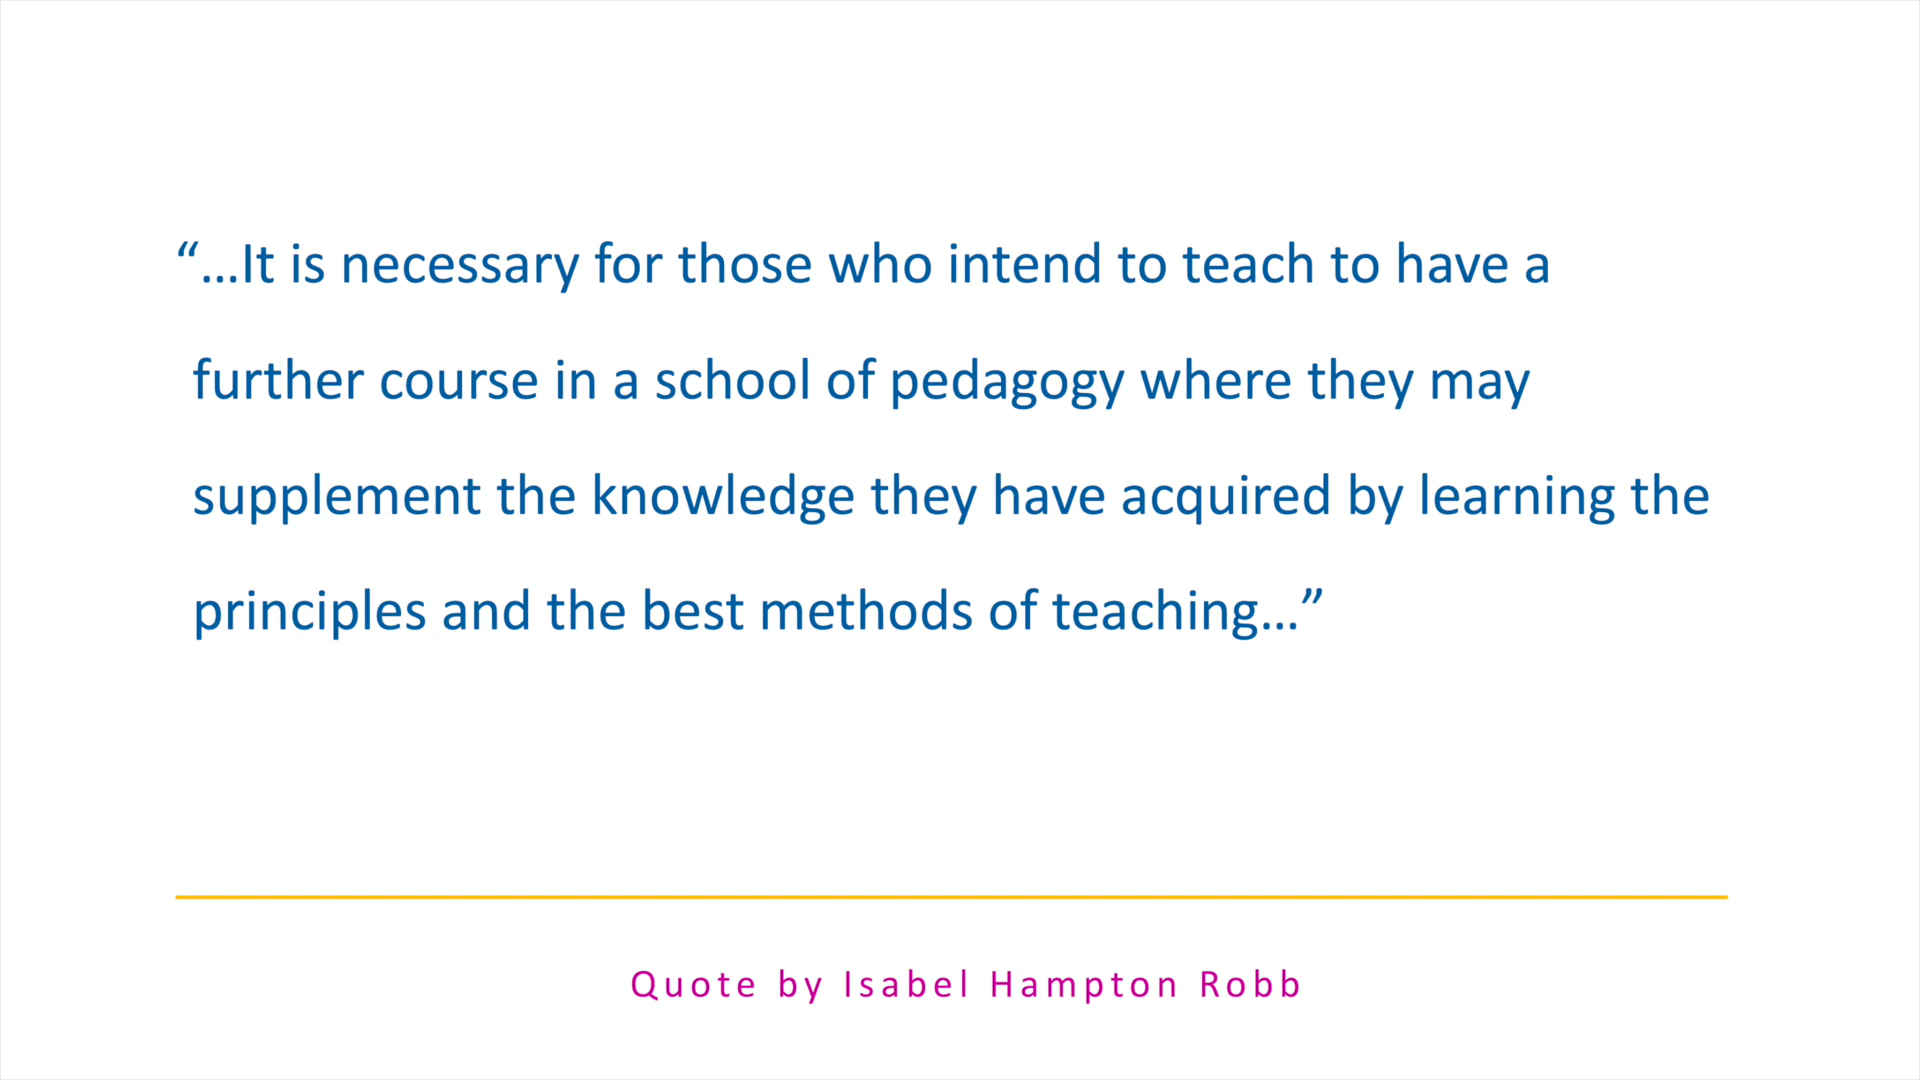 “…It is necessary for those who intend to teach to have a
further course in a school of pedagogy where they may
supplement the knowledge they have acquired by learning the
principles and the best methods of teaching…”
Quote by Isabel Hampton Robb